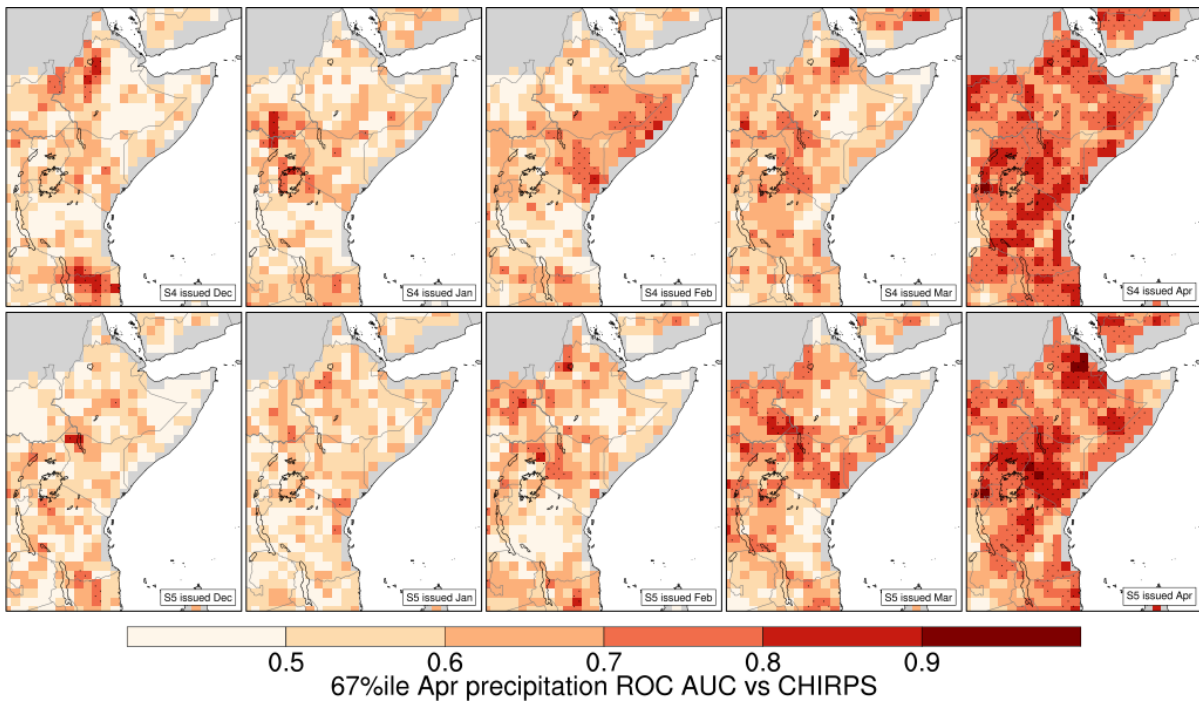 S4 issued Dec
S4 issued Jan
S4 issued Feb
S4 issued Mar
S4 issued Apr
S5 issued Dec
S5 issued Jan
S5 issued Feb
S5 issued Mar
S5 issued Apr
0.5 0.6 0.7 0.8 0.9
67%ile Apr precipitation ROC AUC vs CHIRPS